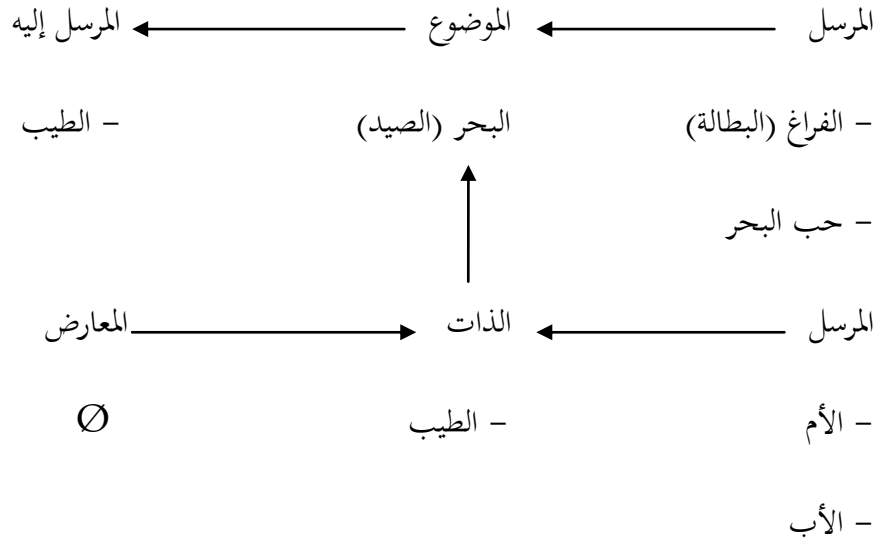 المرسل الموضوع المرسل إليه
– الفراغ (البطالة) البحر (الصيد) – الطيب
– حب البحر
المرسل الذات المعارض
– الأم – الطيب Ø
– الأب